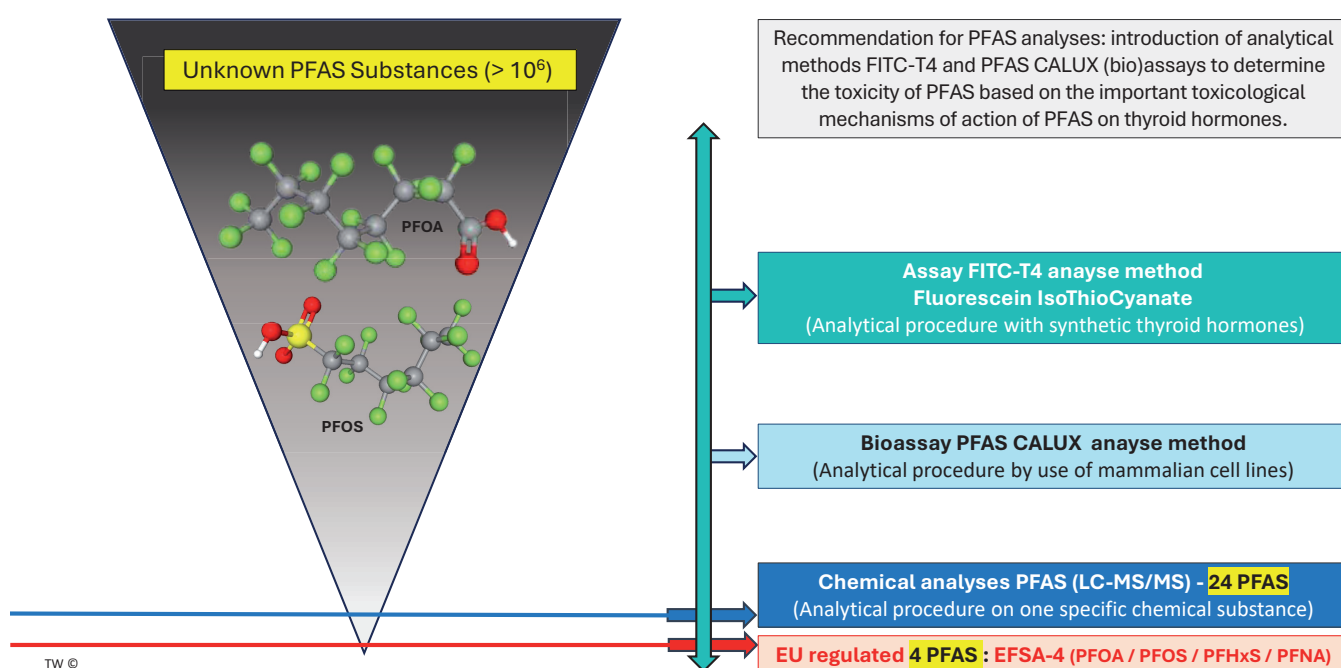 Unknown PFAS Substances (> 10⁶)
PFOA
PFOS
TW ©
Recommendation for PFAS analyses: introduction of analytical
methods FITC-T4 and PFAS CALUX (bio)assays to determine
the toxicity of PFAS based on the important toxicological
mechanisms of action of PFAS on thyroid hormones.
Assay FITC-T4 anayse method
Fluorescein IsoThioCyanate
(Analytical procedure with synthetic thyroid hormones)
Bioassay PFAS CALUX anayse method
(Analytical procedure by use of mammalian cell lines)
Chemical analyses PFAS (LC-MS/MS) - 24 PFAS
(Analytical procedure on one specific chemical substance)
EU regulated 4 PFAS : EFSA-4 (PFOA / PFOS / PFHxS / PFNA)